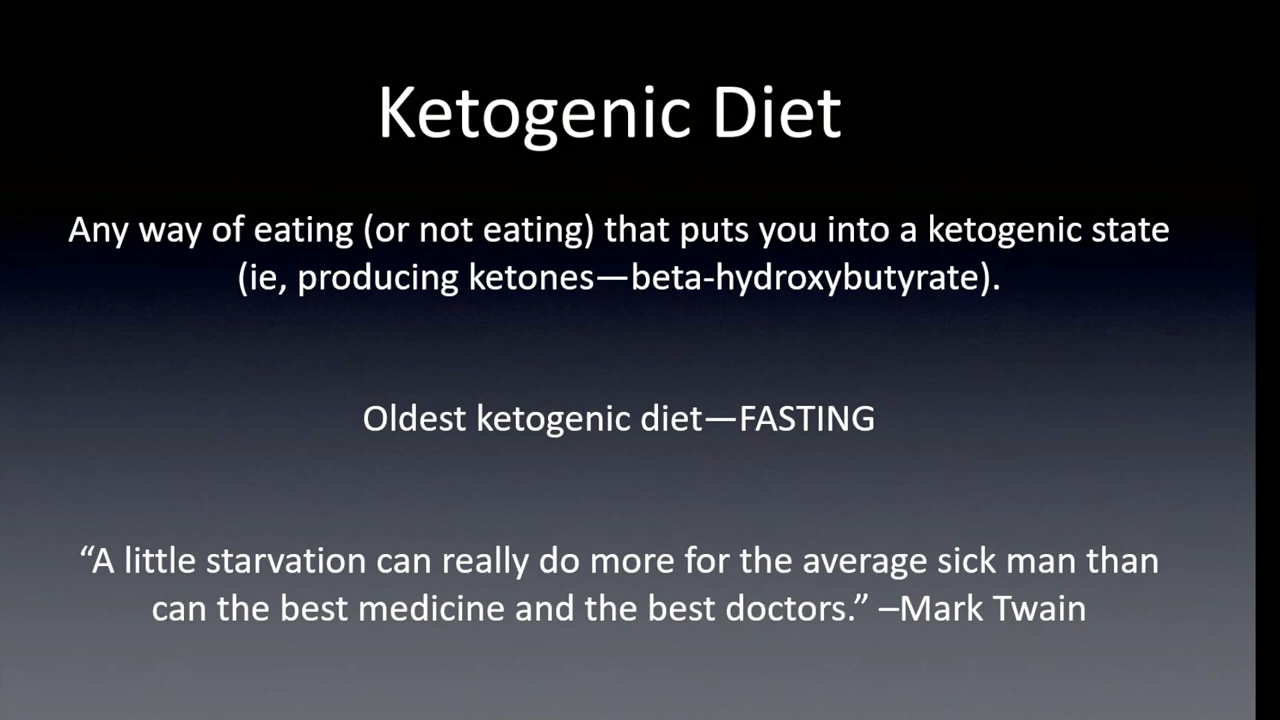 Ketogenic Diet
Any way of eating (or not eating) that puts you into a ketogenic state
(ie, producing ketones—beta-hydroxybutyrate).
Oldest ketogenic diet—FASTING
“A little starvation can really do more for the average sick man than
can the best medicine and the best doctors.” –Mark Twain